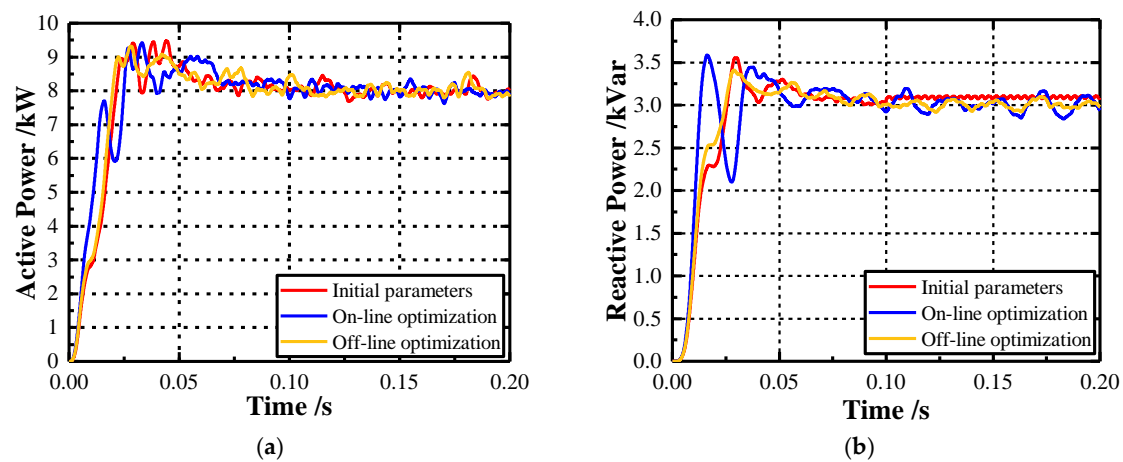 10
9
8
7
6
5
4
3
2
1
0
Active Power /kW
Initial parameters
On-line optimization
Off-line optimization
0.00 0.05 0.10 0.15 0.20
Time /s
(a)
4.0
3.5
3.0
2.5
2.0
1.5
1.0
0.5
0.0
Reactive Power /kVar
Initial parameters
On-line optimization
Off-line optimization
0.00 0.05 0.10 0.15 0.20
Time /s
(b)